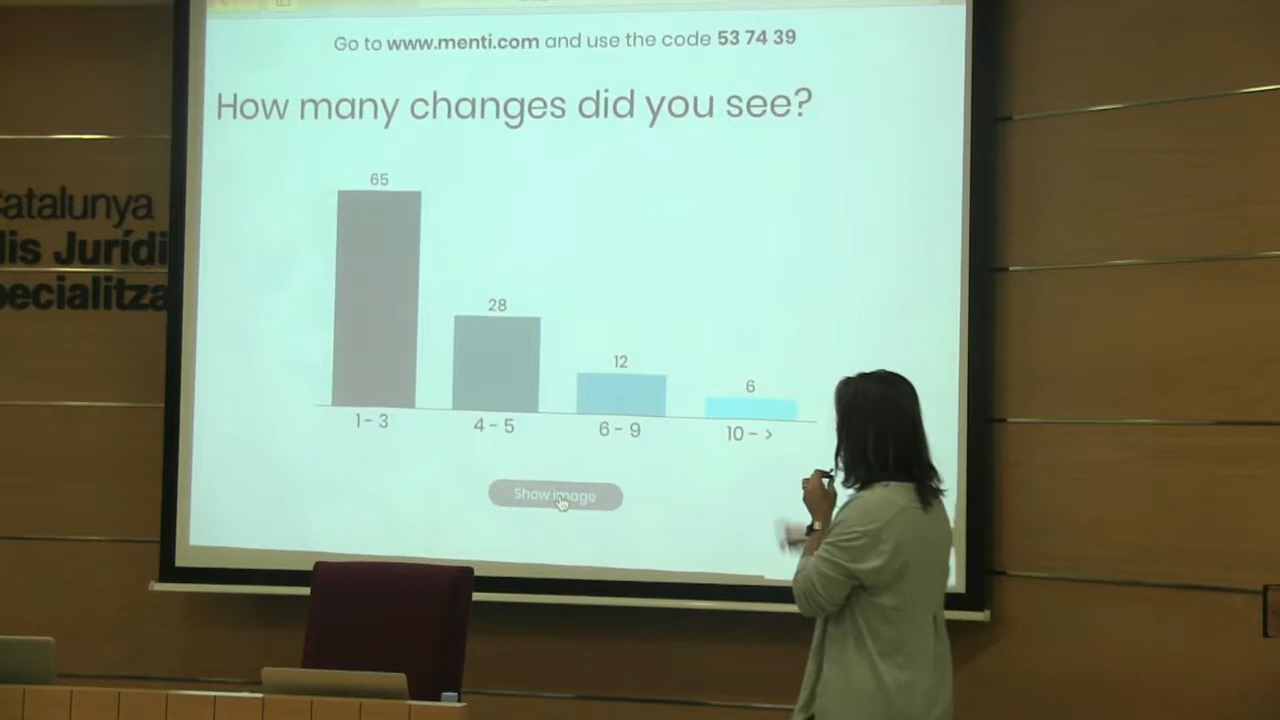 Go to www.menti.com and use the code 53 74 39
How many changes did you see?
65
28
12
6
1 - 3
4 - 5
6 - 9
10 - >
Show image
atalunya
lis Jurídi
pecialitza